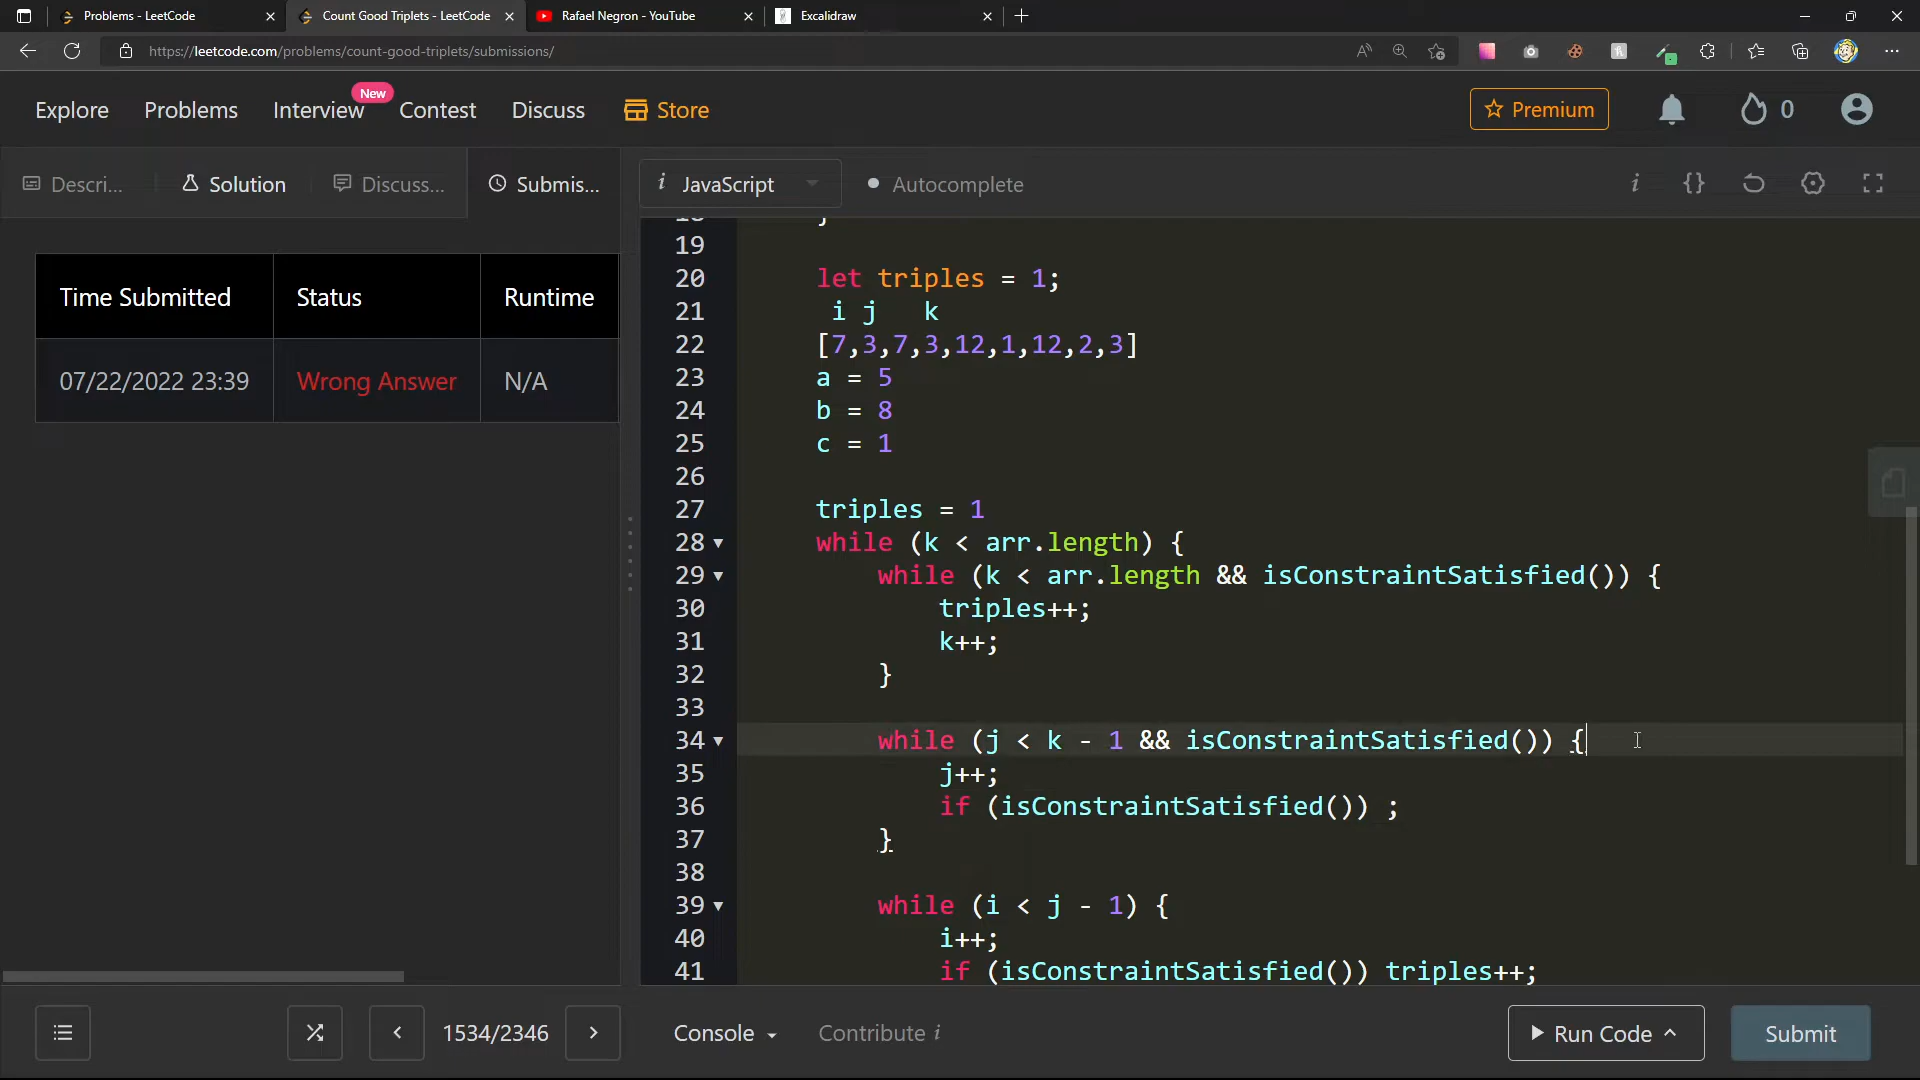 Problems - LeetCode
Count Good Triplets - LeetCode
Rafael Negron - YouTube
Excalidraw
https://leetcode.com/problems/count-good-triplets/submissions/
Explore
Problems
Interview
New
Contest
Discuss
Store
Premium
0
Descri...
Solution
Discuss...
Submis...
i JavaScript
Autocomplete
Time Submitted Status Runtime
07/22/2022 23:39 Wrong Answer N/A
18 }
19
20 let triples = 1;
21 i j k
22 [7,3,7,3,12,1,12,2,3]
23 a = 5
24 b = 8
25 c = 1
26
27 triples = 1
28 while (k < arr.length) {
29 while (k < arr.length && isConstraintSatisfied()) {
30 triples++;
31 k++;
32 }
33
34 while (j < k - 1 && isConstraintSatisfied()) {
35 j++;
36 if (isConstraintSatisfied()) ;
37 }
38
39 while (i < j - 1) {
40 i++;
41 if (isConstraintSatisfied()) triples++;
1534/2346
Console
Contribute i
Run Code
Submit